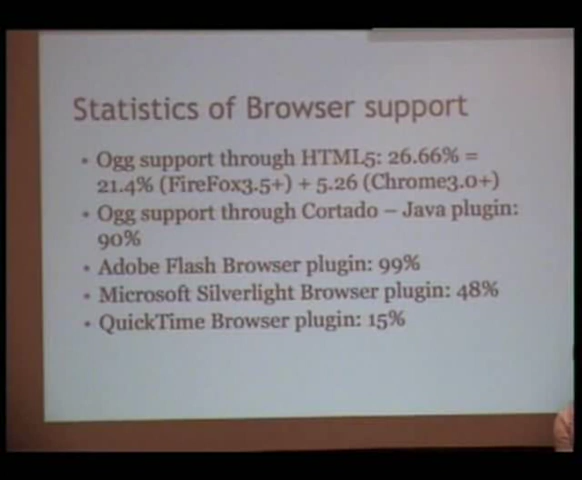 Statistics of Browser support
• Ogg support through HTML5: 26.66% =
21.4% (FireFox3.5+) + 5.26 (Chrome3.0+)
• Ogg support through Cortado – Java plugin:
90%
• Adobe Flash Browser plugin: 99%
• Microsoft Silverlight Browser plugin: 48%
• QuickTime Browser plugin: 15%